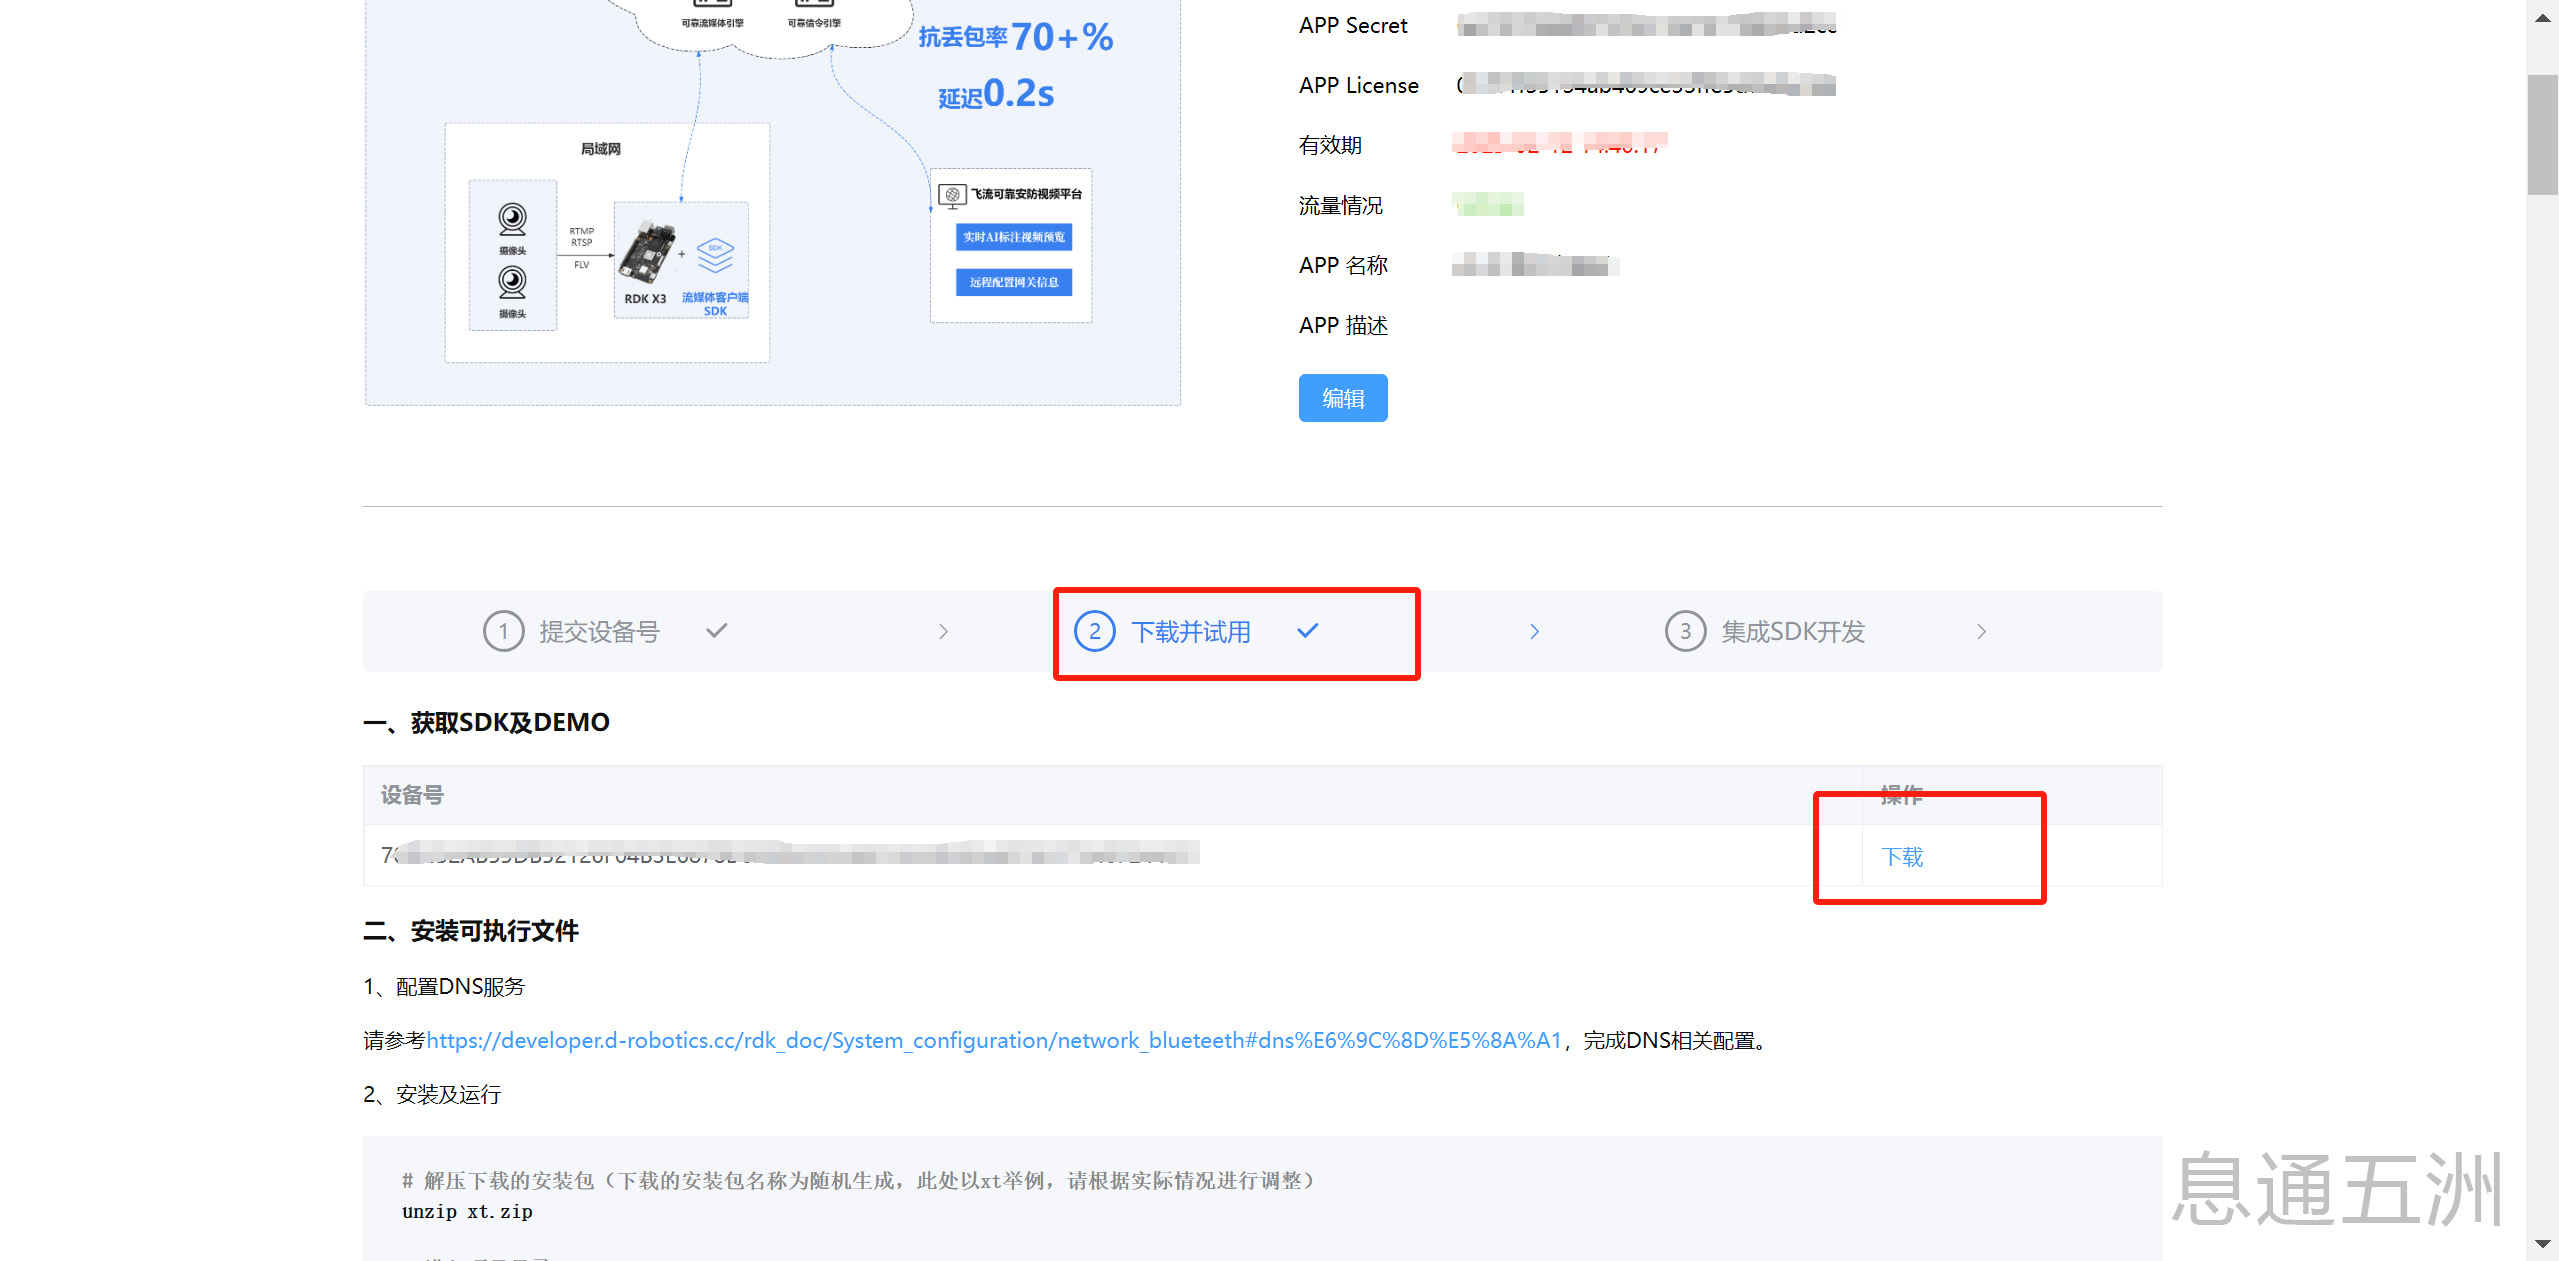 可靠流媒体引擎
可靠信令引擎
抗丢包率70+%
延迟0.2s
局域网
摄像头
摄像头
RTMP
RTSP
FLV
RDK X3
+
SDK
流媒体客户端
SDK
飞流可靠安防视频平台
实时AI标注视频预览
远程配置网关信息
APP Secret
APP License
有效期
流量情况
APP 名称
APP 描述
编辑
1 提交设备号
2 下载并试用
3 集成SDK开发
一、获取SDK及DEMO
设备号
操作
下载
二、安装可执行文件
1、配置DNS服务
请参考https://developer.d-robotics.cc/rdk_doc/System_configuration/network_blueteeth#dns%E6%9C%8D%E5%8A%A1，完成DNS相关配置。
2、安装及运行
# 解压下载的安装包（下载的安装包名称为随机生成，此处以xt举例，请根据实际情况进行调整）
unzip xt.zip
息通五洲